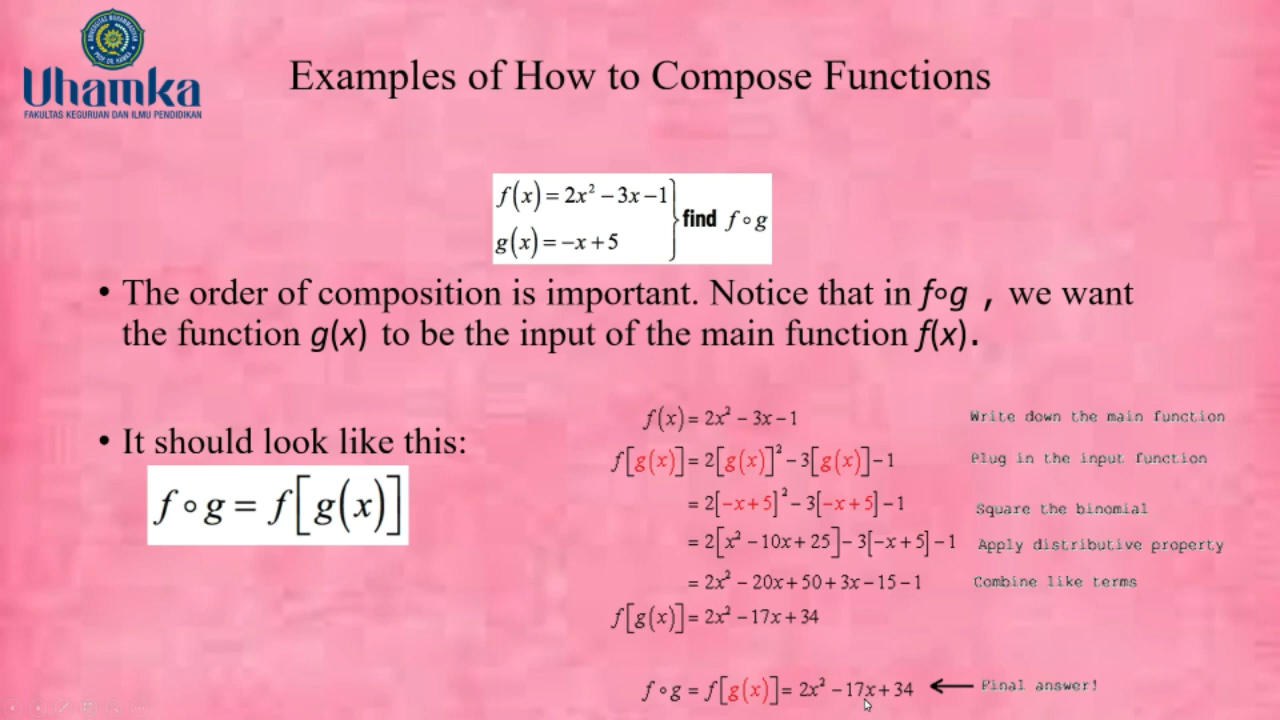 Uhamka
FAKULTAS KEGURUAN DAN ILMU PENDIDIKAN
Examples of How to Compose Functions
f(x) = 2x² − 3x − 1
g(x) = −x + 5
find f ∘ g
• The order of composition is important. Notice that in f∘g , we want
the function g(x) to be the input of the main function f(x).
• It should look like this:
f ∘ g = f[g(x)]
f(x) = 2x² − 3x − 1 Write down the main function
f[g(x)] = 2[g(x)]² − 3[g(x)] − 1 Plug in the input function
= 2[−x + 5]² − 3[−x + 5] − 1 Square the binomial
= 2[x² − 10x + 25] − 3[−x + 5] − 1 Apply distributive property
= 2x² − 20x + 50 + 3x − 15 − 1 Combine like terms
f[g(x)] = 2x² − 17x + 34
f ∘ g = f[g(x)] = 2x² − 17x + 34 ← Final answer!